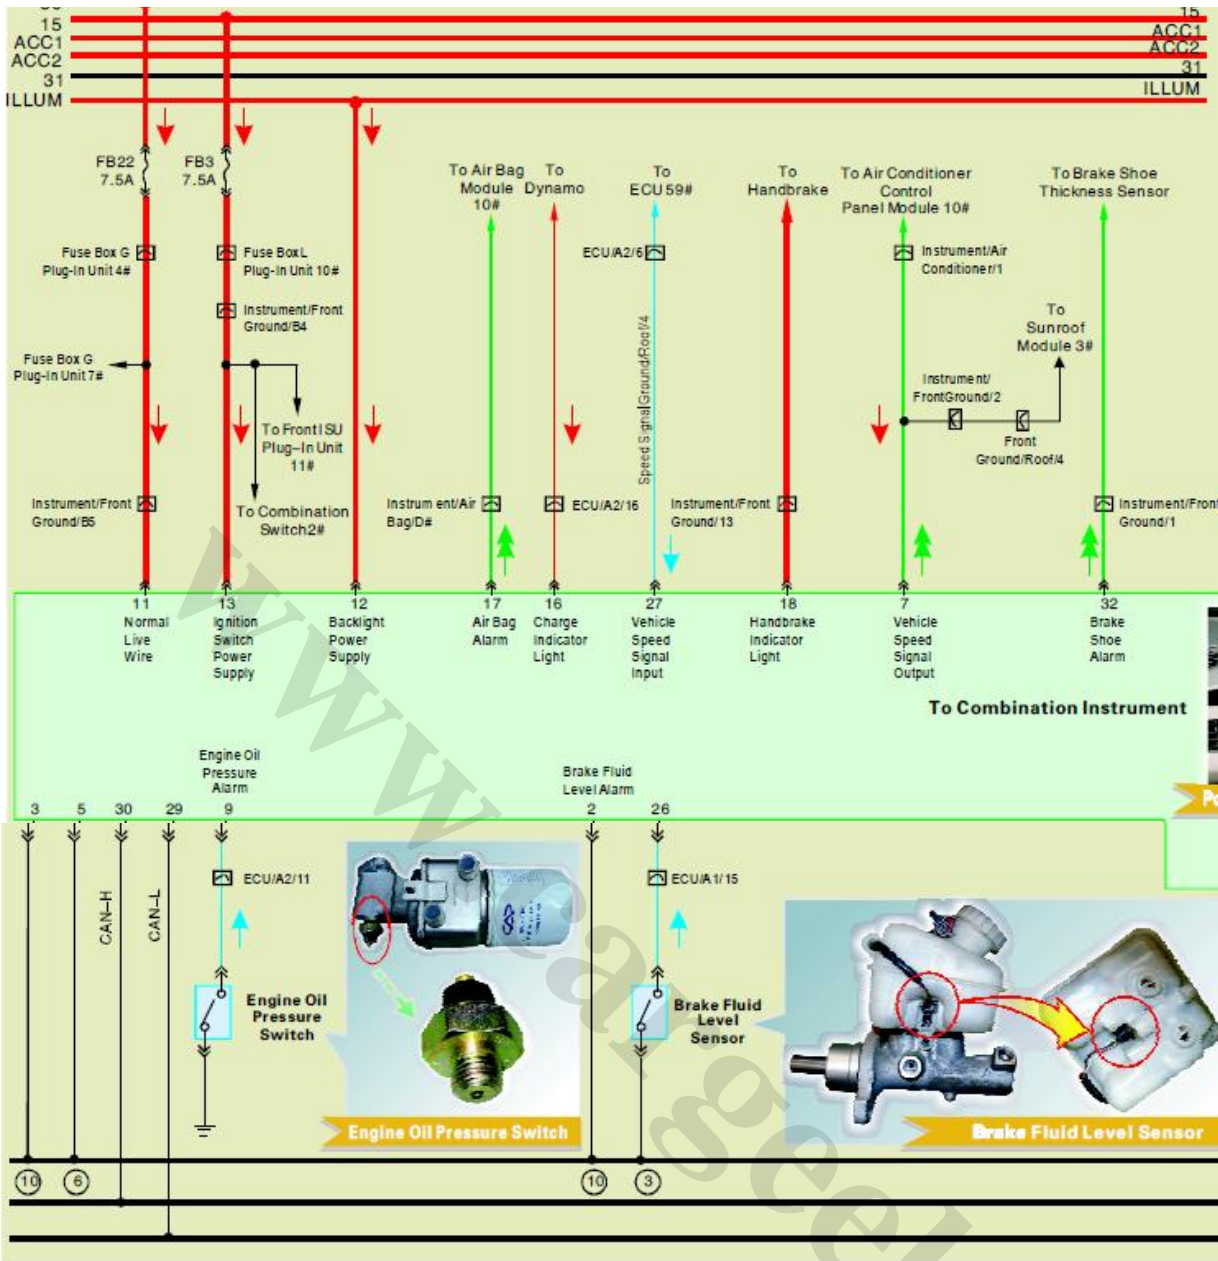 15
15
ACC1
ACC1
ACC2
ACC2
31
31
ILLUM
ILLUM
FB22
7.5A
FB3
7.5A
To Air Bag
Module
10#
To
Dynamo
To
ECU 59#
To
Handbrake
To Air Conditioner
Control
Panel Module 10#
To Brake Shoe
Thickness Sensor
Fuse Box G
Plug-In Unit 4#
Fuse Box L
Plug-In Unit 10#
ECU/A2/6
Instrument/Air
Conditioner/1
Instrument/Front
Ground/B4
To
Sunroof
Module 3#
Fuse Box G
Plug-In Unit 7#
Speed Signal Ground/Roof/4
Instrument/
FrontGround/2
To Front ISU
Plug-In Unit
11#
Front
Ground/Roof/4
Instrument/Front
Ground/B5
To Combination
Switch2#
Instrument/Air
Bag/D#
ECU/A2/16
Instrument/Front
Ground/13
Instrument/Front
Ground/1
11
Normal
Live
Wire
13
Ignition
Switch
Power
Supply
12
Backlight
Power
Supply
17
Air Bag
Alarm
16
Charge
Indicator
Light
27
Vehicle
Speed
Signal
Input
18
Handbrake
Indicator
Light
7
Vehicle
Speed
Signal
Output
32
Brake
Shoe
Alarm
To Combination Instrument
Engine Oil
Pressure
Alarm
Brake Fluid
Level Alarm
3
5
30
29
9
2
26
CAN-H
CAN-L
ECU/A2/11
ECU/A1/15
Engine Oil
Pressure
Switch
Brake Fluid
Level
Sensor
Engine Oil Pressure Switch
Brake Fluid Level Sensor
10
6
10
3